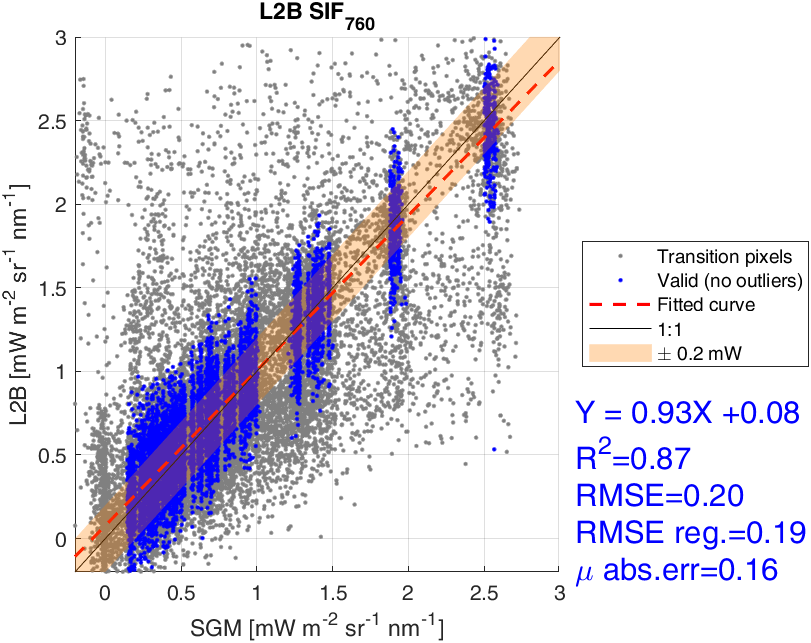 L2B SIF760
3
2.5
2
1.5
1
0.5
0
L2B [mW m-2 sr-1 nm-1]
0
0.5
1
1.5
2
2.5
3
SGM [mW m-2 sr-1 nm-1]
Transition pixels
Valid (no outliers)
Fitted curve
1:1
± 0.2 mW
Y = 0.93X +0.08
R2=0.87
RMSE=0.20
RMSE reg.=0.19
μ abs.err=0.16